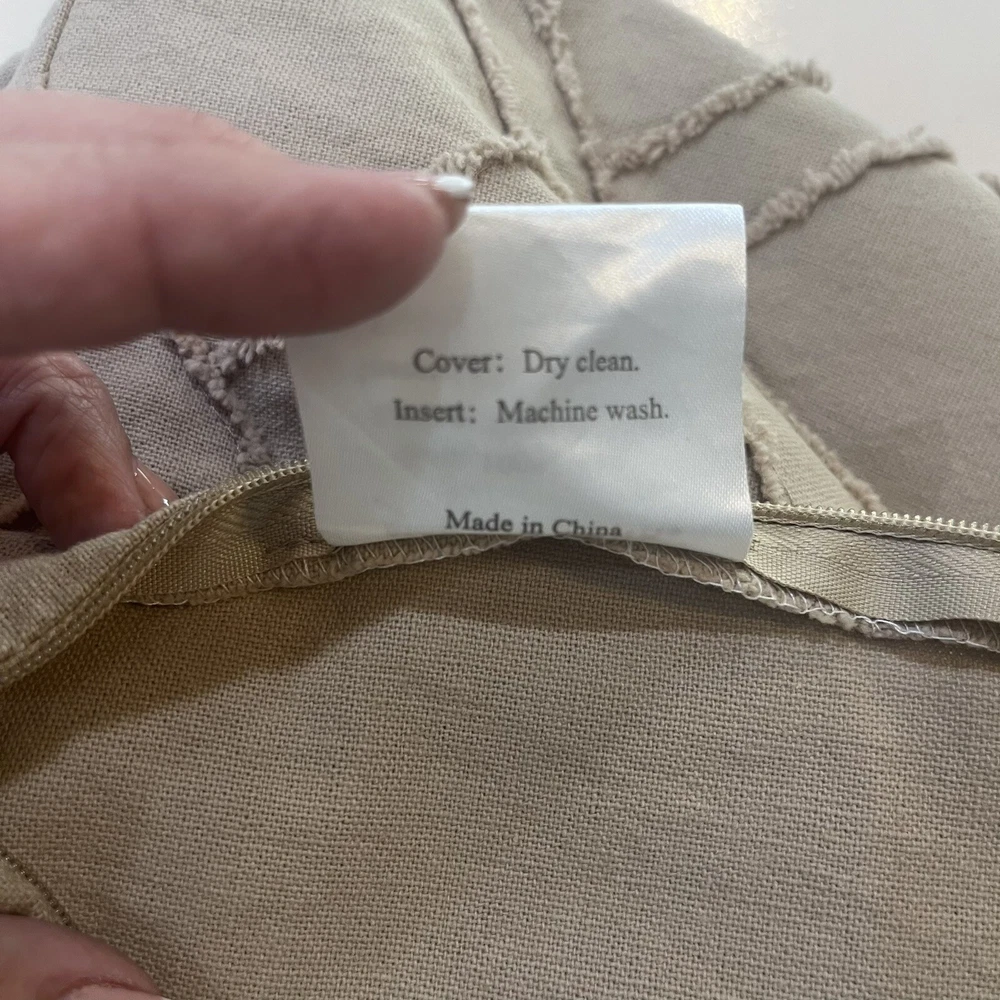 Cover: Dry clean.
Insert: Machine wash.
Made in China